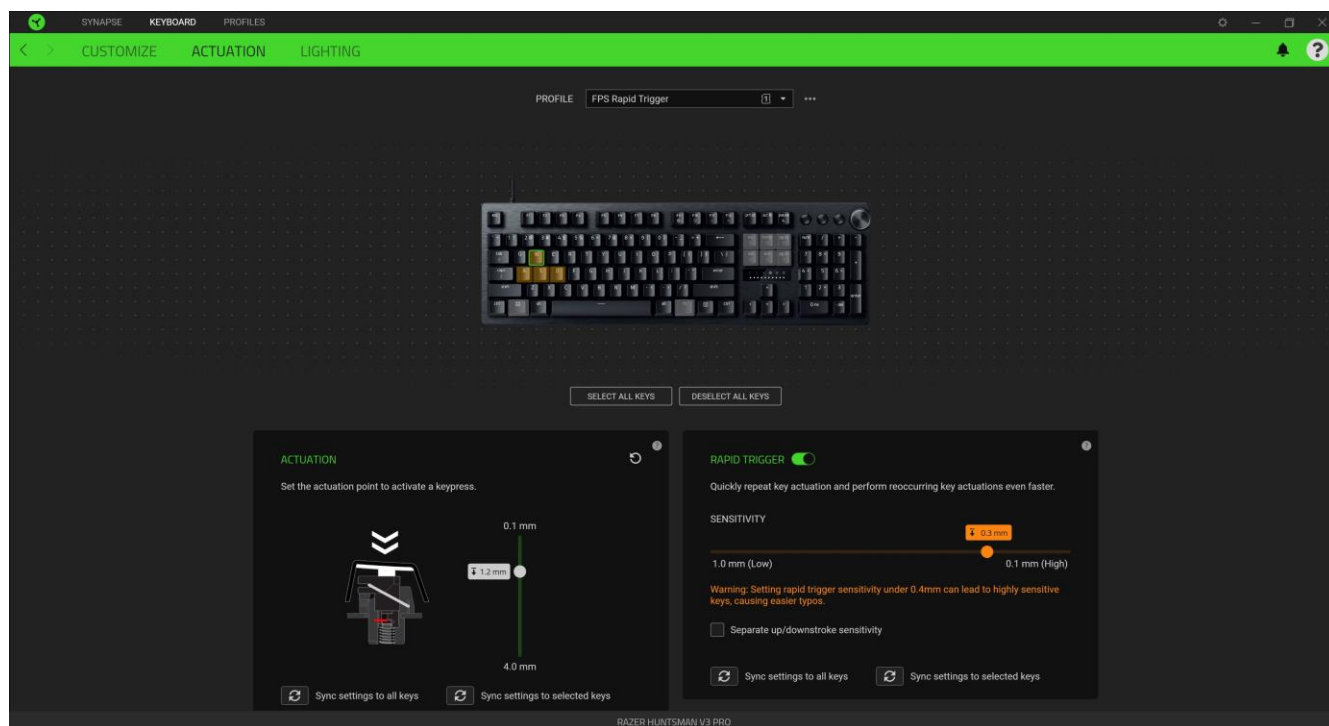 SYNAPSE KEYBOARD PROFILES
CUSTOMIZE ACTUATION LIGHTING
PROFILE FPS Rapid Trigger 1
SELECT ALL KEYS DESELECT ALL KEYS
ACTUATION
Set the actuation point to activate a keypress.
0.1 mm
1.2 mm
4.0 mm
Sync settings to all keys Sync settings to selected keys
RAPID TRIGGER
Quickly repeat key actuation and perform reoccurring key actuations even faster.
SENSITIVITY
0.3 mm
1.0 mm (Low) 0.1 mm (High)
Warning: Setting rapid trigger sensitivity under 0.4mm can lead to highly sensitive
keys, causing easier typos.
Separate up/downstroke sensitivity
Sync settings to all keys Sync settings to selected keys
RAZER HUNTSMAN V3 PRO